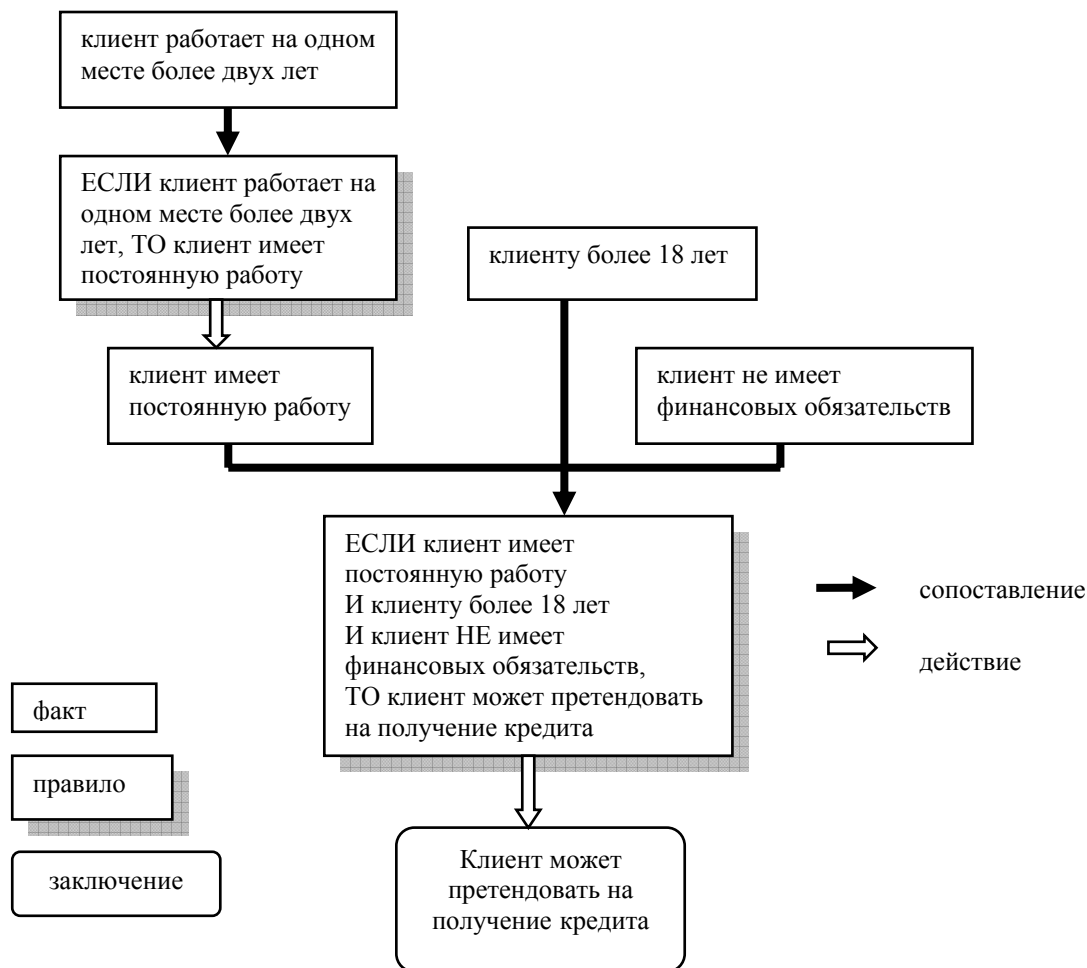 клиент работает на одном
месте более двух лет
ЕСЛИ клиент работает на
одном месте более двух
лет, ТО клиент имеет
постоянную работу
клиенту более 18 лет
клиент имеет
постоянную работу
клиент не имеет
финансовых обязательств
ЕСЛИ клиент имеет
постоянную работу
И клиенту более 18 лет
И клиент НЕ имеет
финансовых обязательств,
ТО клиент может претендовать
на получение кредита
сопоставление
действие
факт
правило
заключение
Клиент может
претендовать на
получение кредита